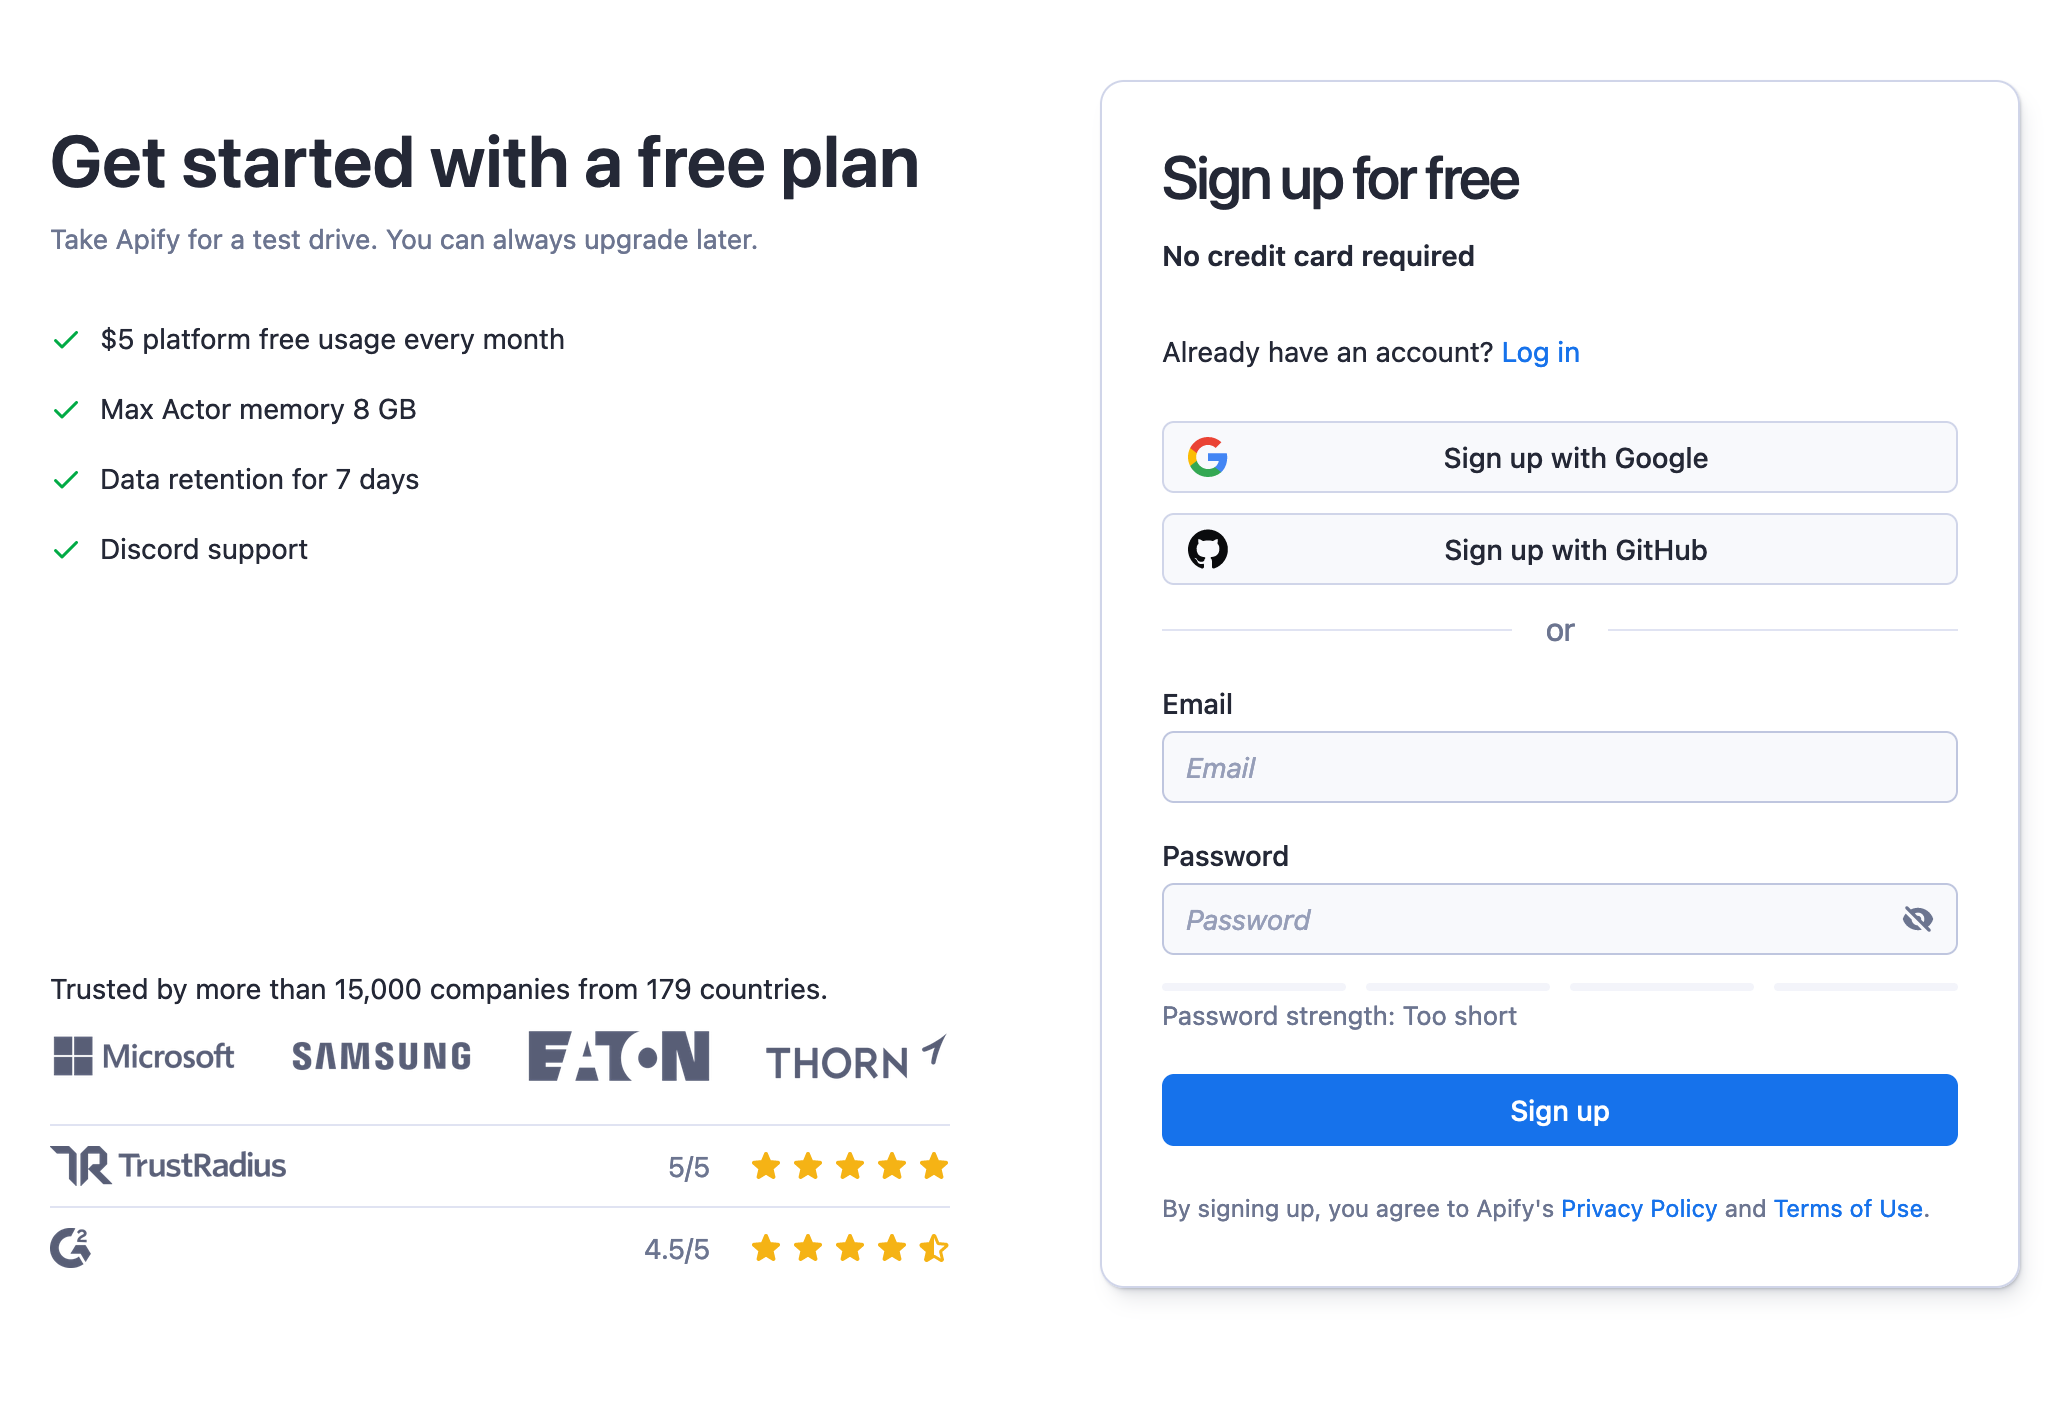 Get started with a free plan
Take Apify for a test drive. You can always upgrade later.
$5 platform free usage every month
Max Actor memory 8 GB
Data retention for 7 days
Discord support
Trusted by more than 15,000 companies from 179 countries.
Microsoft SAMSUNG EATON THORN
TrustRadius 5/5
G2 4.5/5
Sign up for free
No credit card required
Already have an account? Log in
Sign up with Google
Sign up with GitHub
or
Email
Email
Password
Password
Password strength: Too short
Sign up
By signing up, you agree to Apify's Privacy Policy and Terms of Use.